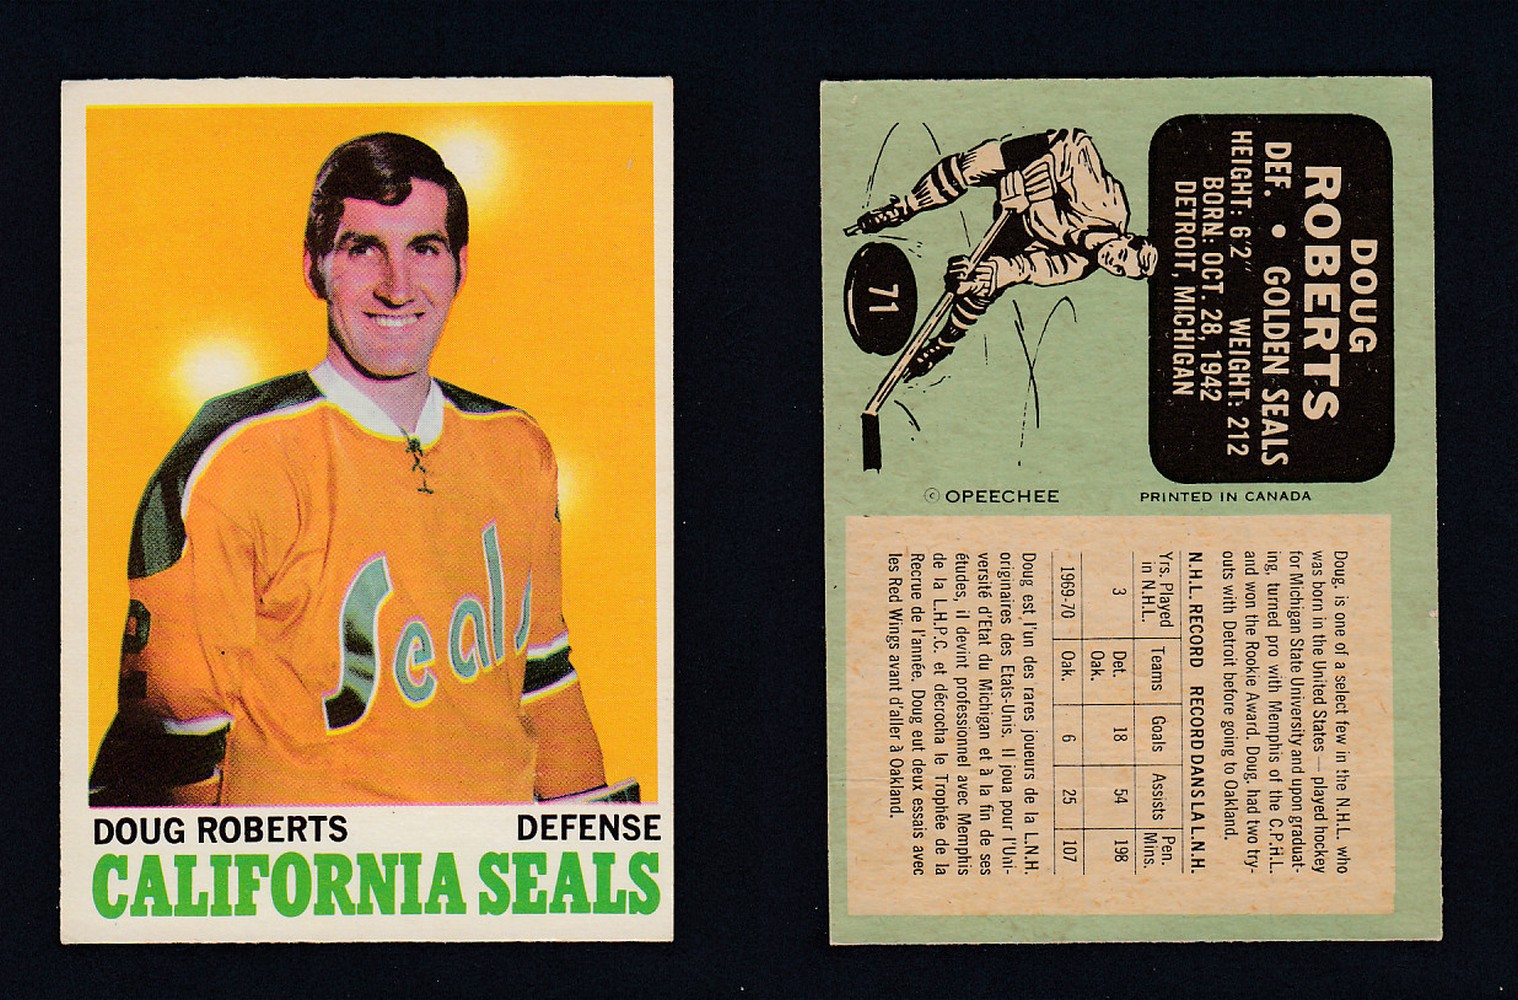 Seals
DOUG ROBERTS DEFENSE
CALIFORNIA SEALS
DOUG
ROBERTS
DEF. • GOLDEN SEALS
HEIGHT: 6'2" WEIGHT: 212
BORN: OCT. 28, 1942
DETROIT, MICHIGAN
71
© OPEECHEE PRINTED IN CANADA
Doug. is one of a select few in the N.H.L. who
was born in the United States — played hockey
for Michigan State University and upon graduat-
ing, turned pro with Memphis of the C.P.H.L.
and won the Rookie Award. Doug. had two try-
outs with Detroit before going to Oakland.
N.H.L. RECORD RECORD DANS LA L.N.H.
Yrs. Played Teams Goals Assists Pen.
in N.H.L. Mins.
3 Det. 18 54 198
Oak.
1969-70 Oak. 6 25 107
Doug est l'un des rares joueurs de la L.N.H.
originaires des Etats-Unis. Il joua pour l'Uni-
versité d'Etat du Michigan et à la fin de ses
études, il devint professionnel avec Memphis
de la L.H.P.C. et décrocha le Trophée de la
Recrue de l'année. Doug eut deux essais avec
les Red Wings avant d'aller à Oakland.